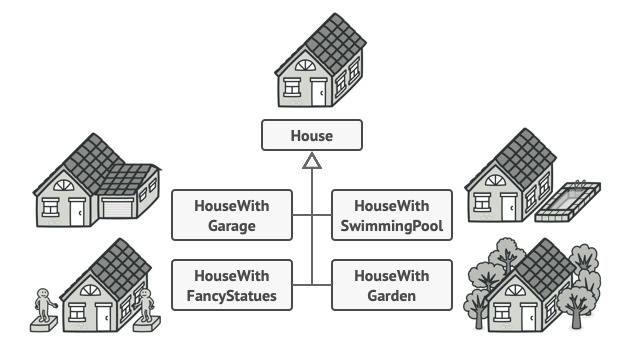 House
HouseWith
Garage
HouseWith
SwimmingPool
HouseWith
FancyStatues
HouseWith
Garden